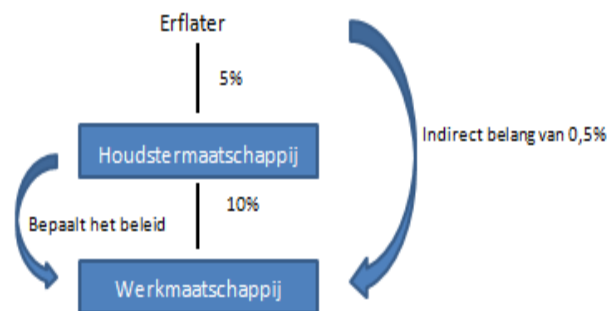 Erflater
5%
Indirect belang van 0,5%
Houdstermaatschappij
10%
Bepaalt het beleid
Werkmaatschappij